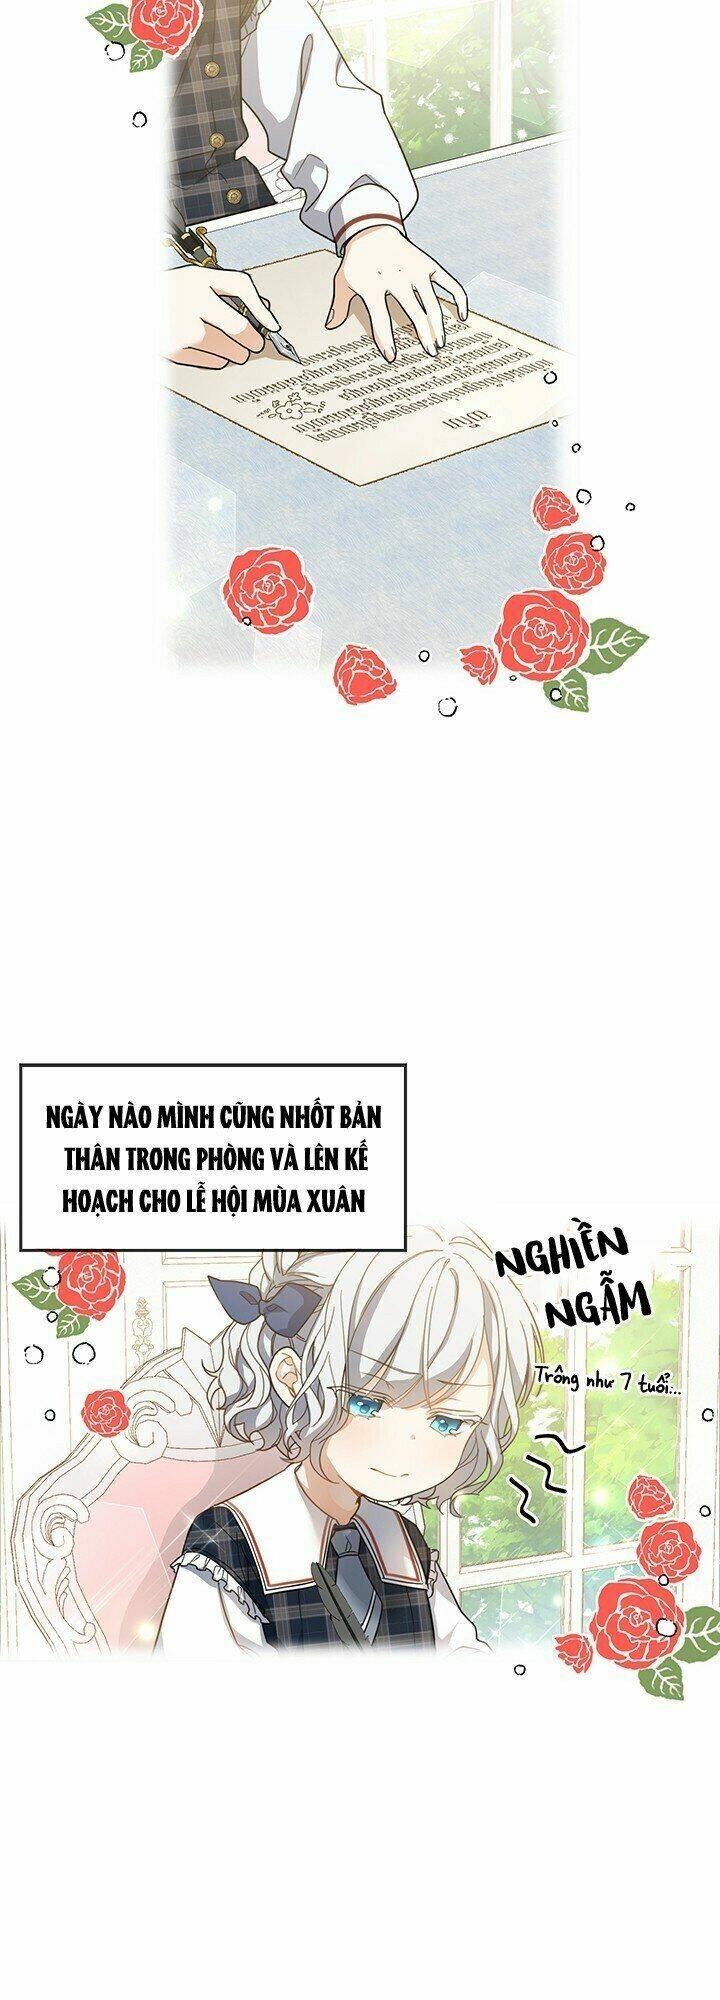 NGÀY NÀO MÌNH CŨNG NHỐT BẢN
THÂN TRONG PHÒNG VÀ LÊN KẾ
HOẠCH CHO LỄ HỘI MÙA XUÂN
NGHIỀN
NGẪM
Trông như 7 tuổi...